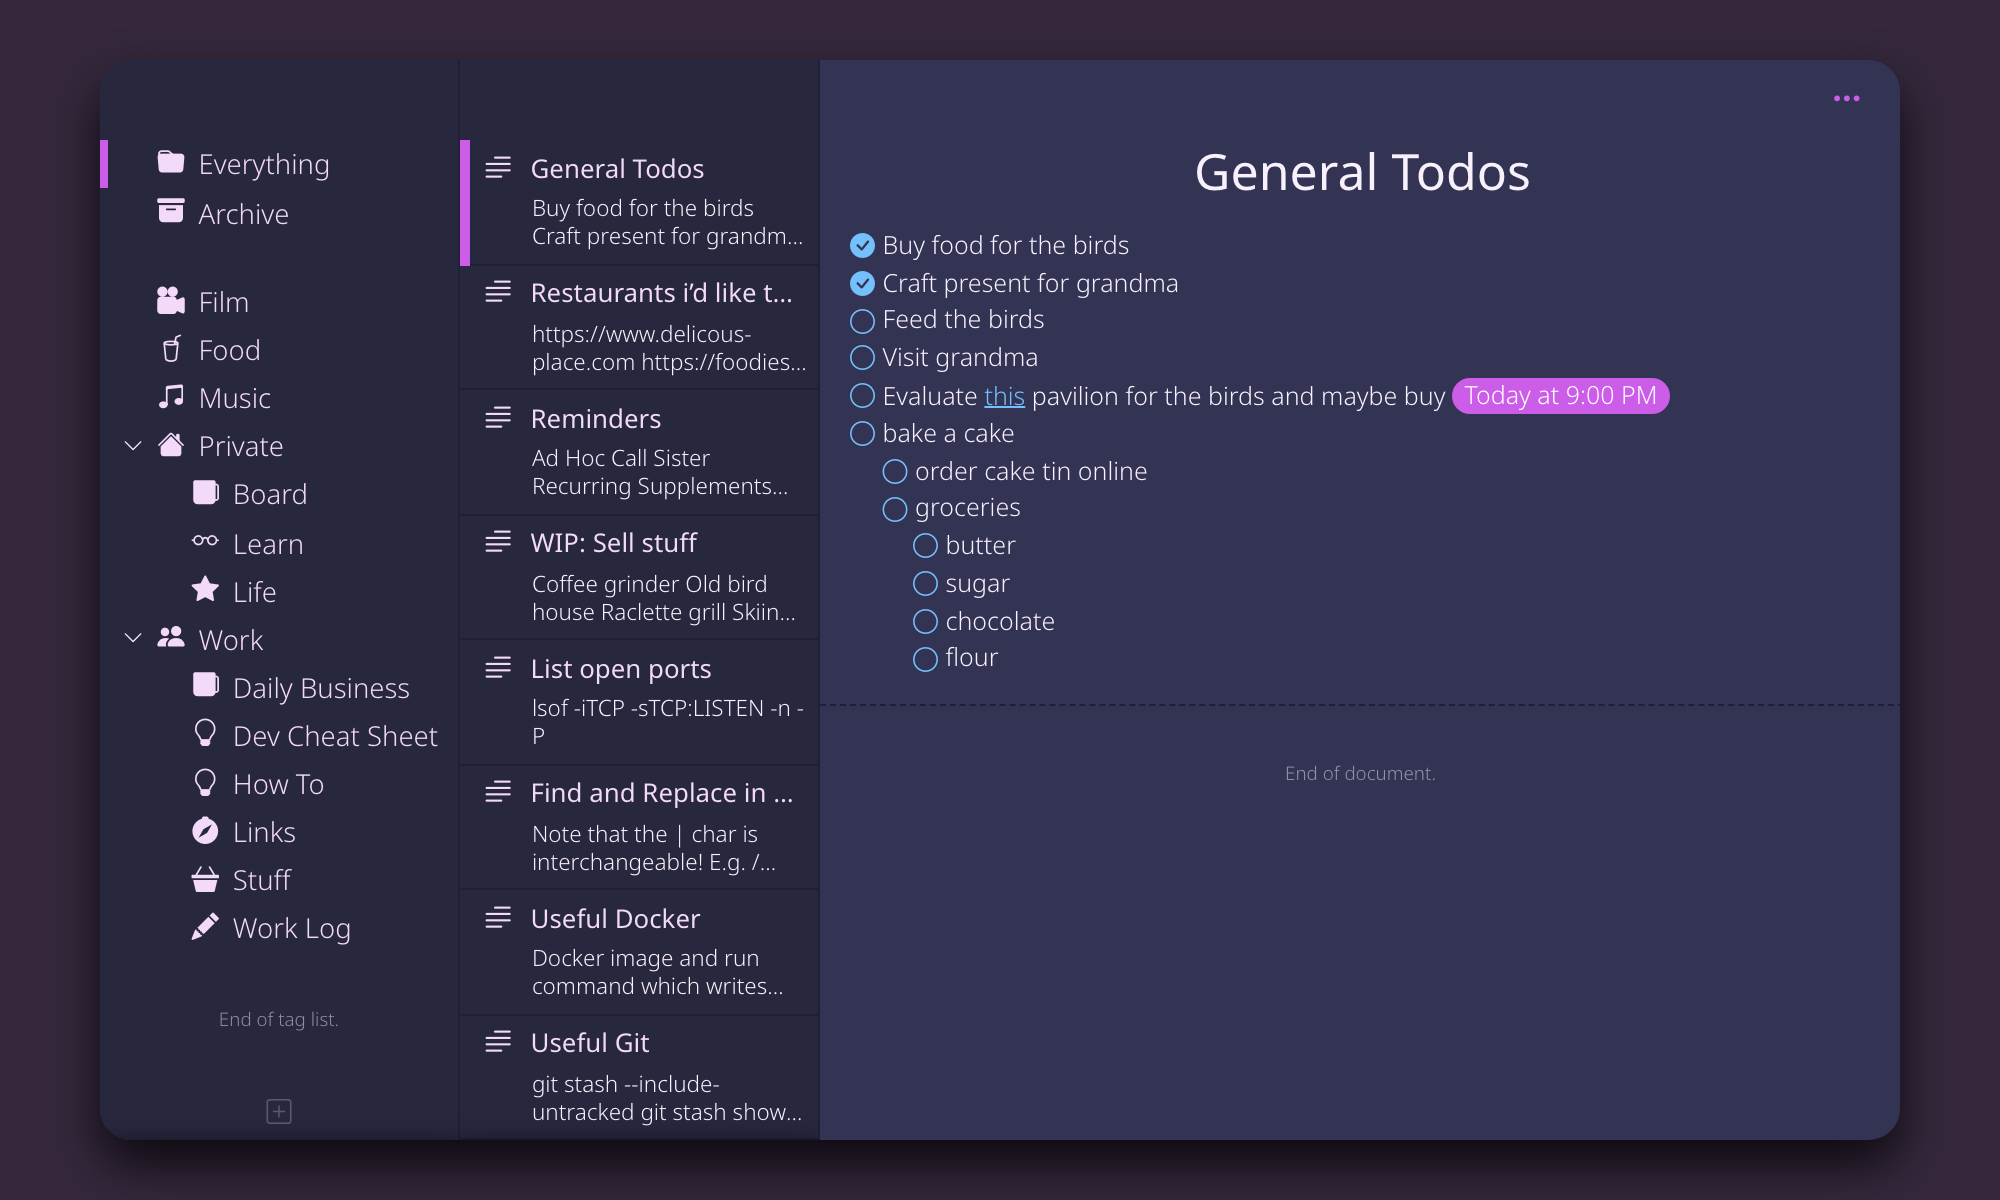 Everything
Archive
Film
Food
Music
Private
Board
Learn
Life
Work
Daily Business
Dev Cheat Sheet
How To
Links
Stuff
Work Log
End of tag list.
General Todos
Buy food for the birds
Craft present for grandm...
Restaurants i’d like t...
https://www.delicous-
place.com https://foodies...
Reminders
Ad Hoc Call Sister
Recurring Supplements...
WIP: Sell stuff
Coffee grinder Old bird
house Raclette grill Skiin...
List open ports
lsof -iTCP -sTCP:LISTEN -n -
P
Find and Replace in ...
Note that the | char is
interchangeable! E.g. /...
Useful Docker
Docker image and run
command which writes...
Useful Git
git stash --include-
untracked git stash show...
General Todos
Buy food for the birds
Craft present for grandma
Feed the birds
Visit grandma
Evaluate this pavilion for the birds and maybe buy Today at 9:00 PM
bake a cake
order cake tin online
groceries
butter
sugar
chocolate
flour
End of document.